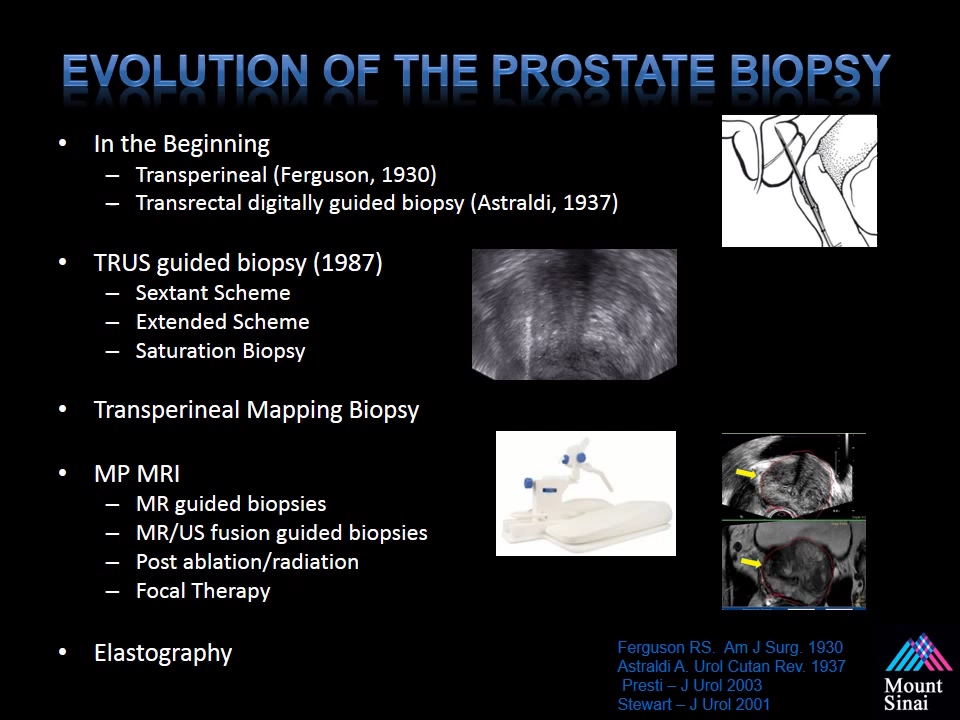 EVOLUTION OF THE PROSTATE BIOPSY
• In the Beginning
– Transperineal (Ferguson, 1930)
– Transrectal digitally guided biopsy (Astraldi, 1937)
• TRUS guided biopsy (1987)
– Sextant Scheme
– Extended Scheme
– Saturation Biopsy
• Transperineal Mapping Biopsy
• MP MRI
– MR guided biopsies
– MR/US fusion guided biopsies
– Post ablation/radiation
– Focal Therapy
• Elastography
Ferguson RS. Am J Surg. 1930
Astraldi A. Urol Cutan Rev. 1937
Presti – J Urol 2003
Stewart – J Urol 2001
Mount
Sinai